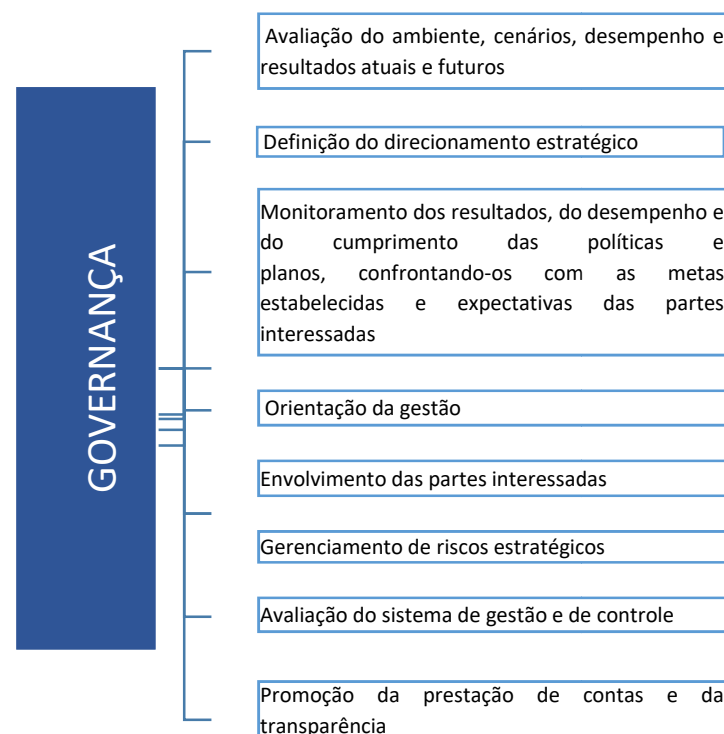 GOVERNANÇA
Avaliação do ambiente, cenários, desempenho e
resultados atuais e futuros
Definição do direcionamento estratégico
Monitoramento dos resultados, do desempenho e
do cumprimento das políticas e
planos, confrontando-os com as metas
estabelecidas e expectativas das partes
interessadas
Orientação da gestão
Envolvimento das partes interessadas
Gerenciamento de riscos estratégicos
Avaliação do sistema de gestão e de controle
Promoção da prestação de contas e da
transparência